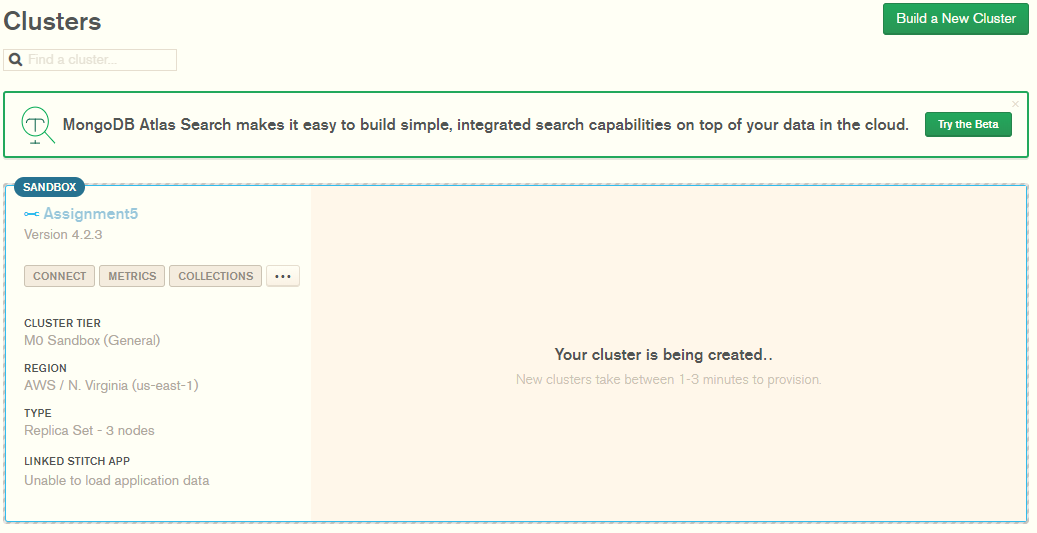 Clusters
Build a New Cluster
Find a cluster...
MongoDB Atlas Search makes it easy to build simple, integrated search capabilities on top of your data in the cloud.
Try the Beta
SANDBOX
Assignment5
Version 4.2.3
CONNECT METRICS COLLECTIONS ...
CLUSTER TIER
M0 Sandbox (General)
REGION
AWS / N. Virginia (us-east-1)
TYPE
Replica Set - 3 nodes
LINKED STITCH APP
Unable to load application data
Your cluster is being created..
New clusters take between 1-3 minutes to provision.